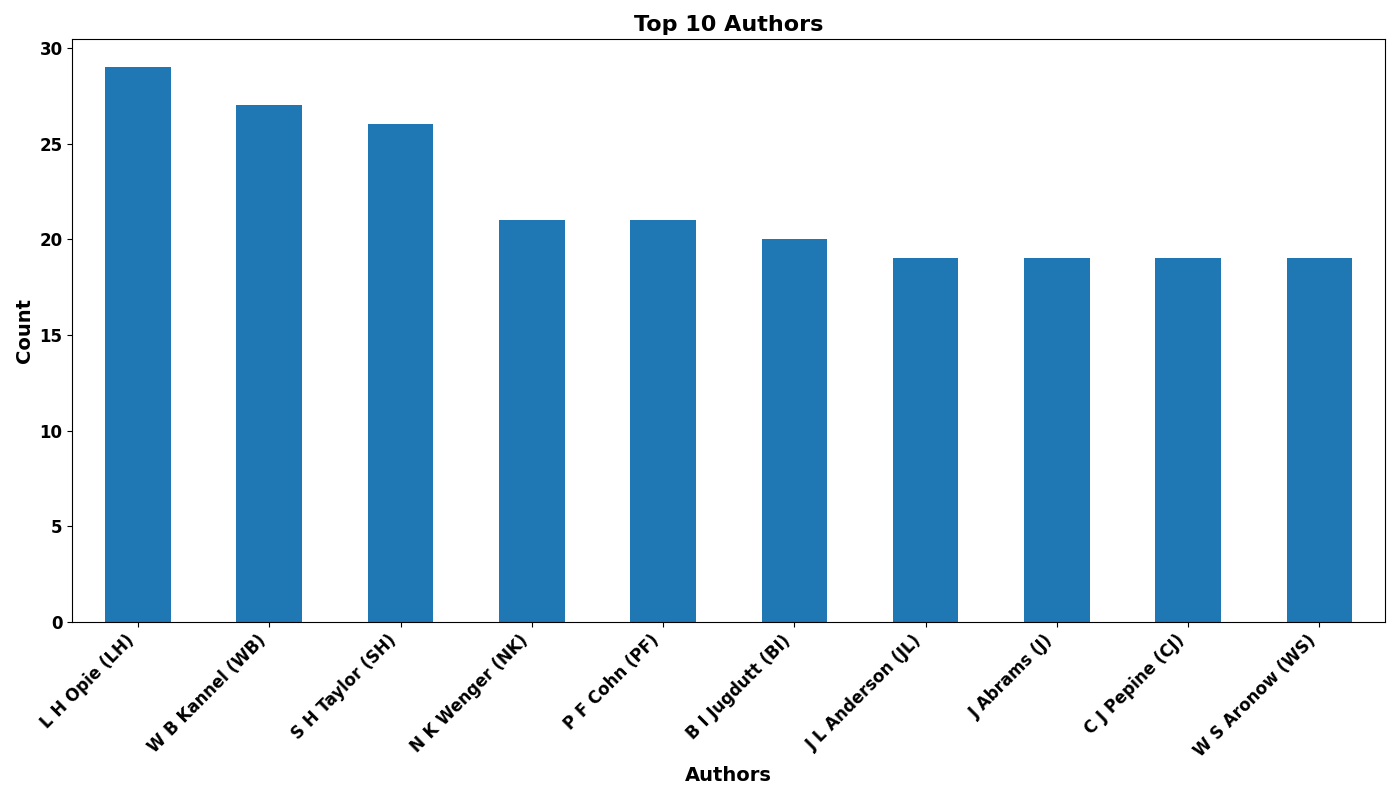 Top 10 Authors
30
25
20
15
10
5
0
Count
L H Opie (LH)
W B Kannel (WB)
S H Taylor (SH)
N K Wenger (NK)
P F Cohn (PF)
B I Jugdutt (BI)
J L Anderson (JL)
J Abrams (J)
C J Pepine (CJ)
W S Aronow (WS)
Authors